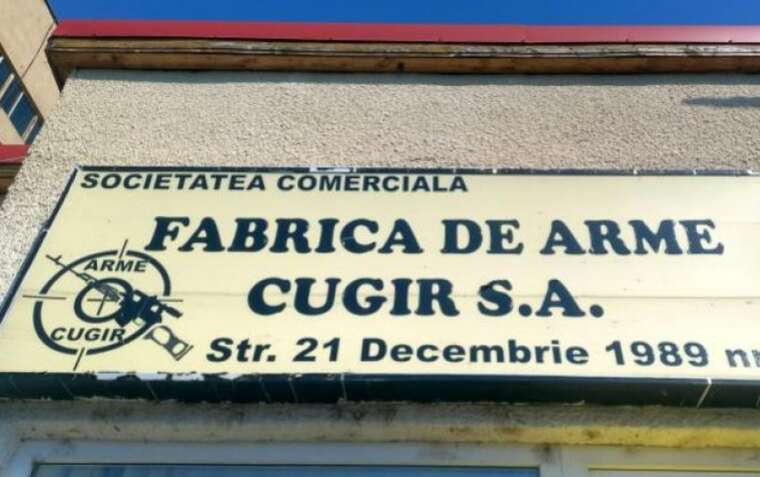 SOCIETATEA COMERCIALA
FABRICA DE ARME
CUGIR S.A.
ARME
CUGIR
Str. 21 Decembrie 1989